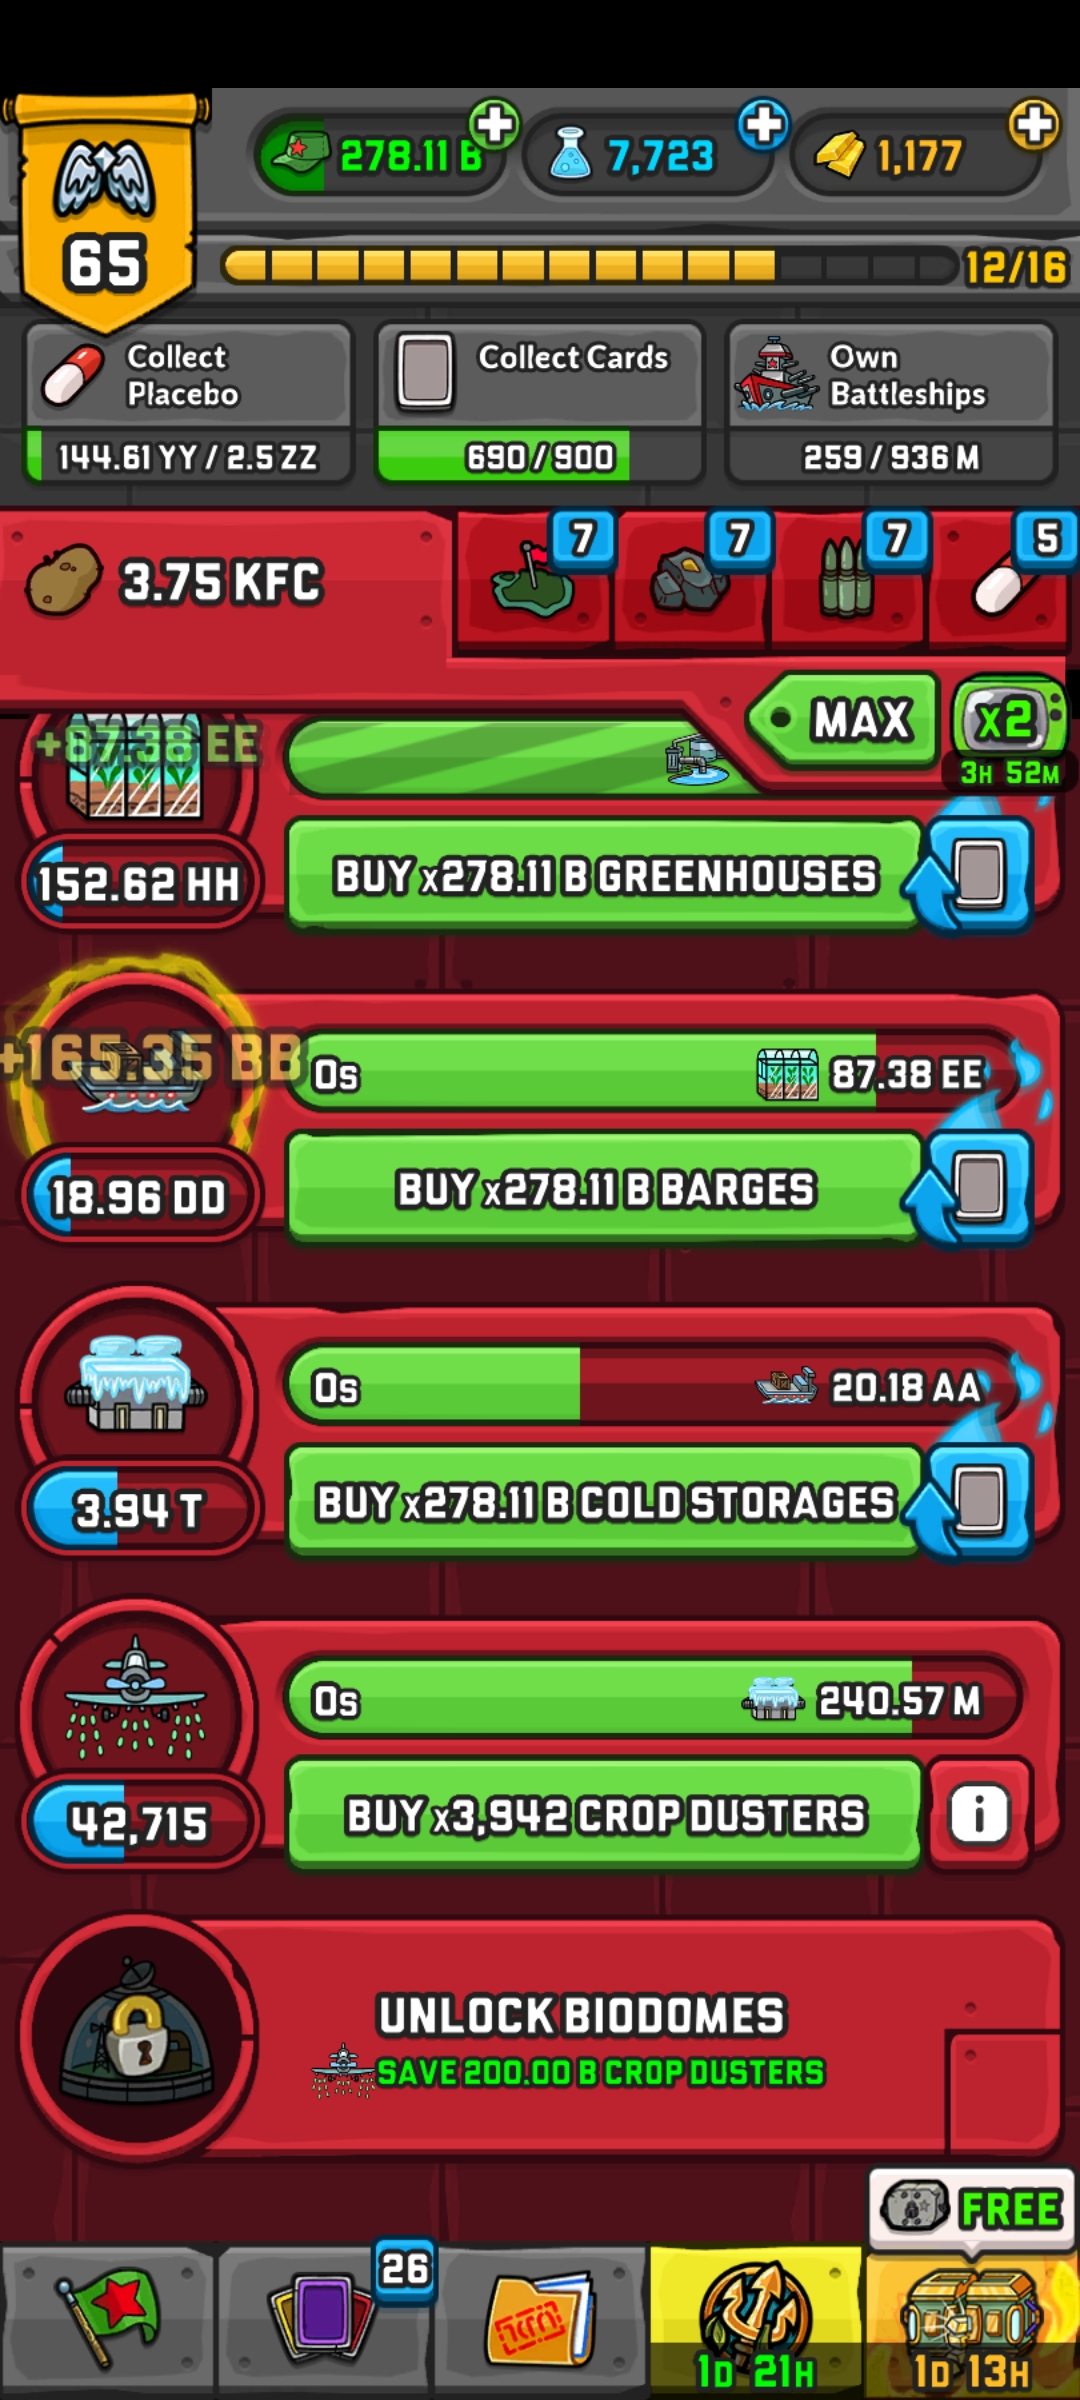 65
278.11 B
7,723
1,177
12/16
Collect
Placebo
144.61 YY / 2.5 ZZ
Collect Cards
690/900
Own
Battleships
259 / 936 M
3.75 KFC
7
7
7
5
MAX
x2
3H 52M
+87.38 EE
152.62 HH
BUY x278.11 B GREENHOUSES
+165.35 BB
0s
87.38 EE
18.96 DD
BUY x278.11 B BARGES
0s
20.18 AA
3.94 T
BUY x278.11 B COLD STORAGES
0s
240.57 M
42,715
BUY x3,942 CROP DUSTERS
i
UNLOCK BIODOMES
SAVE 200.00 B CROP DUSTERS
FREE
26
1D 21H
1D 13H